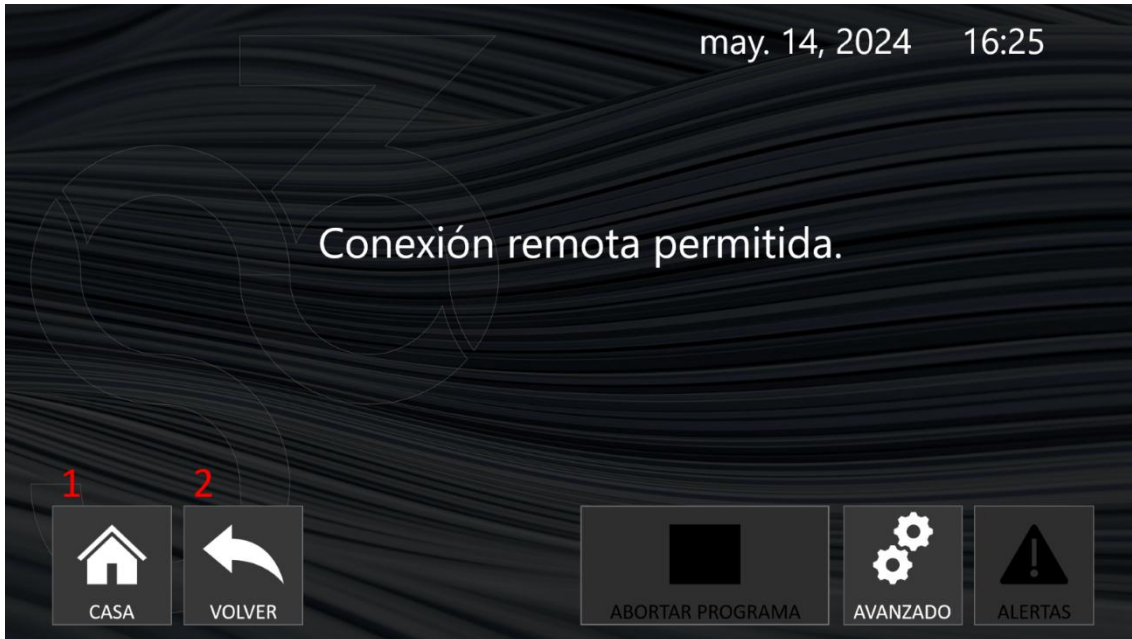 may. 14, 2024 16:25
Conexión remota permitida.
1 2
CASA VOLVER ABORTAR PROGRAMA AVANZADO ALERTAS